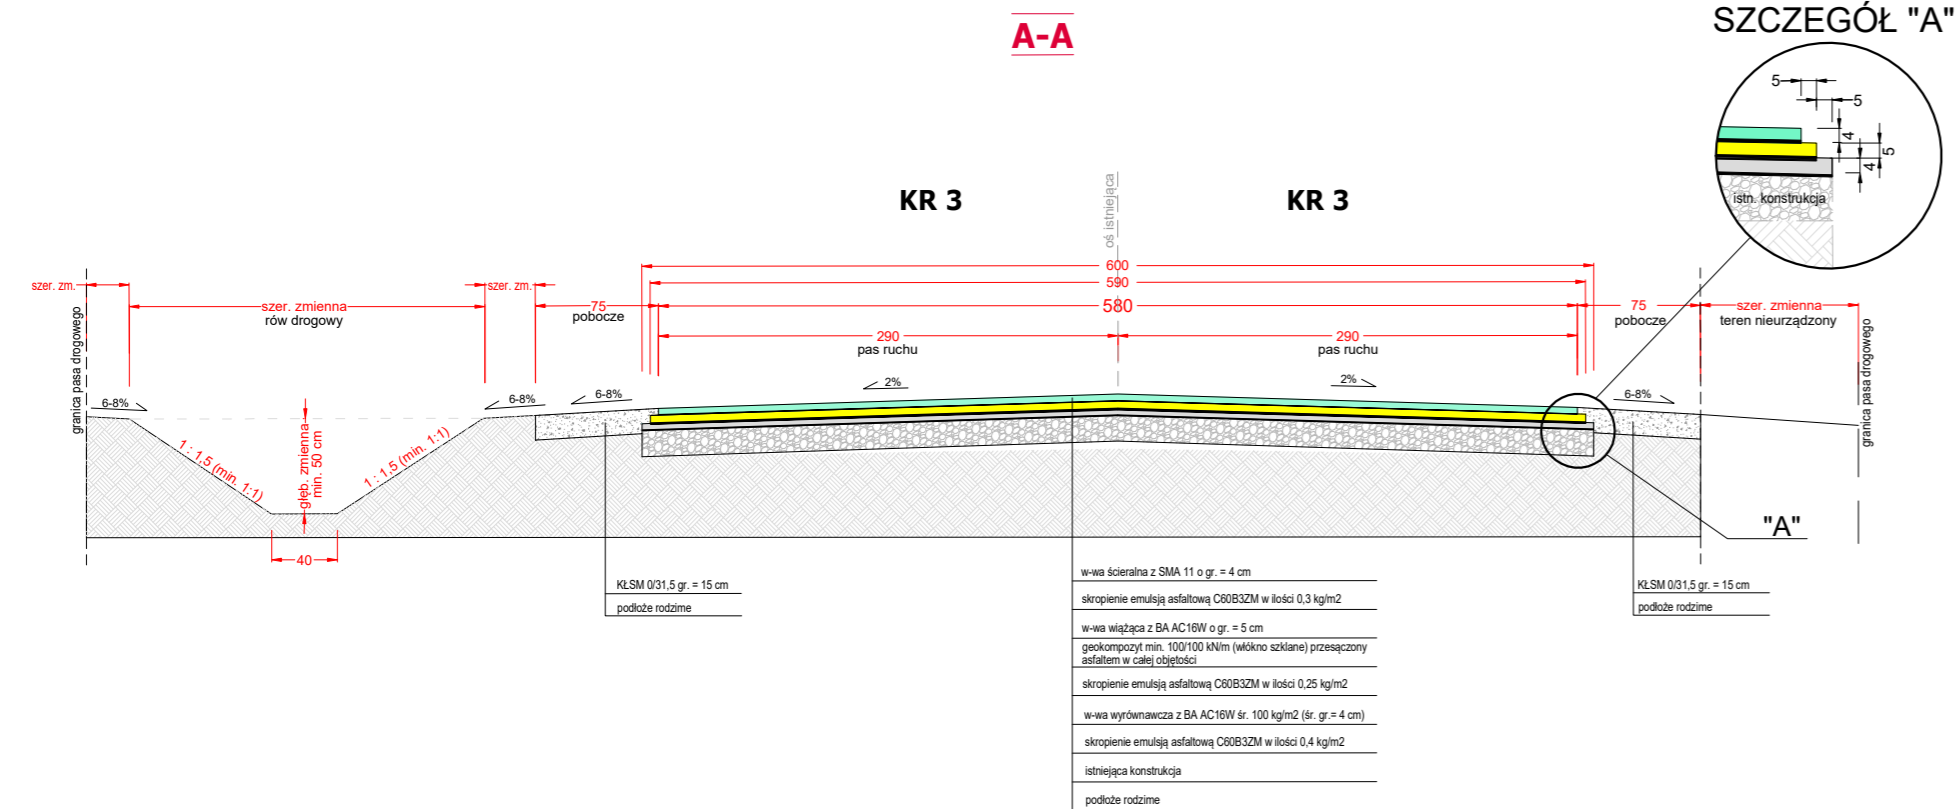 A-A
SZCZEGÓŁ "A"
5
5
4
5
4
istn. konstrukcja
KR 3
KR 3
oś istniejąca
600
590
580
szer. zm.
szer. zmienna
rów drogowy
szer. zm.
75
pobocze
290
pas ruchu
290
pas ruchu
75
pobocze
szer. zmienna
teren nieurządzony
granica pasa drogowego
granica pasa drogowego
6-8%
6-8%
6-8%
2%
2%
6-8%
1 : 1,5 (min. 1:1)
głęb. zmienna
min. 50 cm
1 : 1,5 (min. 1:1)
40
"A"
KŁSM 0/31,5 gr. = 15 cm
podłoże rodzime
w-wa ścieralna z SMA 11 o gr. = 4 cm
skropienie emulsją asfaltową C60B3ZM w ilości 0,3 kg/m2
w-wa wiążąca z BA AC16W o gr. = 5 cm
geokompozyt min. 100/100 kN/m (włókno szklane) przesączony
asfaltem w całej objętości
skropienie emulsją asfaltową C60B3ZM w ilości 0,25 kg/m2
w-wa wyrównawcza z BA AC16W śr. 100 kg/m2 (śr. gr.= 4 cm)
skropienie emulsją asfaltową C60B3ZM w ilości 0,4 kg/m2
istniejąca konstrukcja
podłoże rodzime
KŁSM 0/31,5 gr. = 15 cm
podłoże rodzime